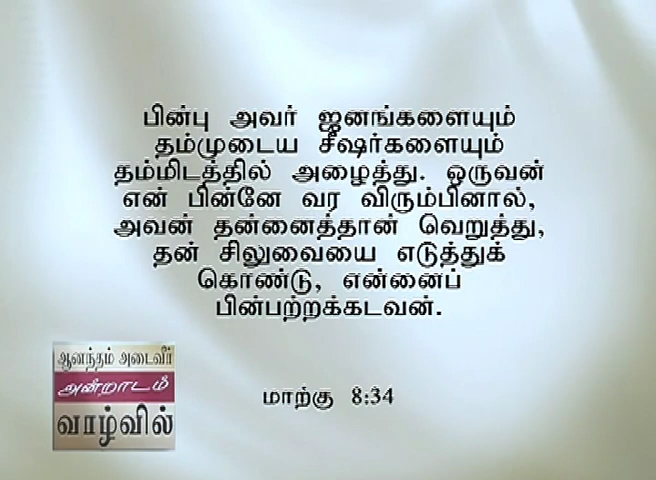 பின்பு அவர் ஜனங்களையும்
தம்முடைய சீஷர்களையும்
தம்மிடத்தில் அழைத்து. ஒருவன்
என் பின்னே வர விரும்பினால்,
அவன் தன்னைத்தான் வெறுத்து,
தன் சிலுவையை எடுத்துக்
கொண்டு, என்னைப்
பின்பற்றக்கடவன்.
மாற்கு 8:34
ஆனந்தம் அடைவீர்
அன்றாடம்
வாழ்வில்